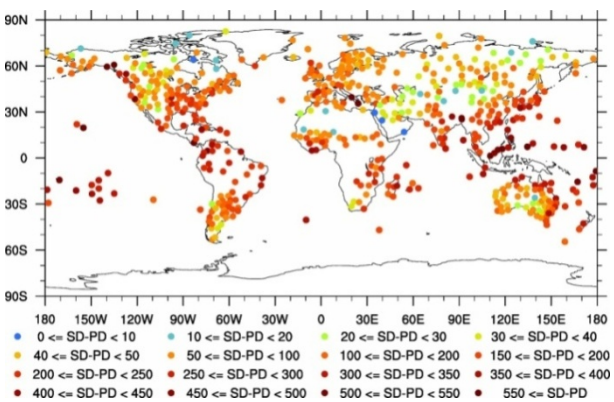 90N
60N
30N
0
30S
60S
90S
180 150W 120W 90W 60W 30W 0 30E 60E 90E 120E 150E 180
0 <= SD-PD < 10 10 <= SD-PD < 20 20 <= SD-PD < 30 30 <= SD-PD < 40
40 <= SD-PD < 50 50 <= SD-PD < 100 100 <= SD-PD < 200 150 <= SD-PD < 200
200 <= SD-PD < 250 250 <= SD-PD < 300 300 <= SD-PD < 350 350 <= SD-PD < 400
400 <= SD-PD < 450 450 <= SD-PD < 500 500 <= SD-PD < 550 550 <= SD-PD